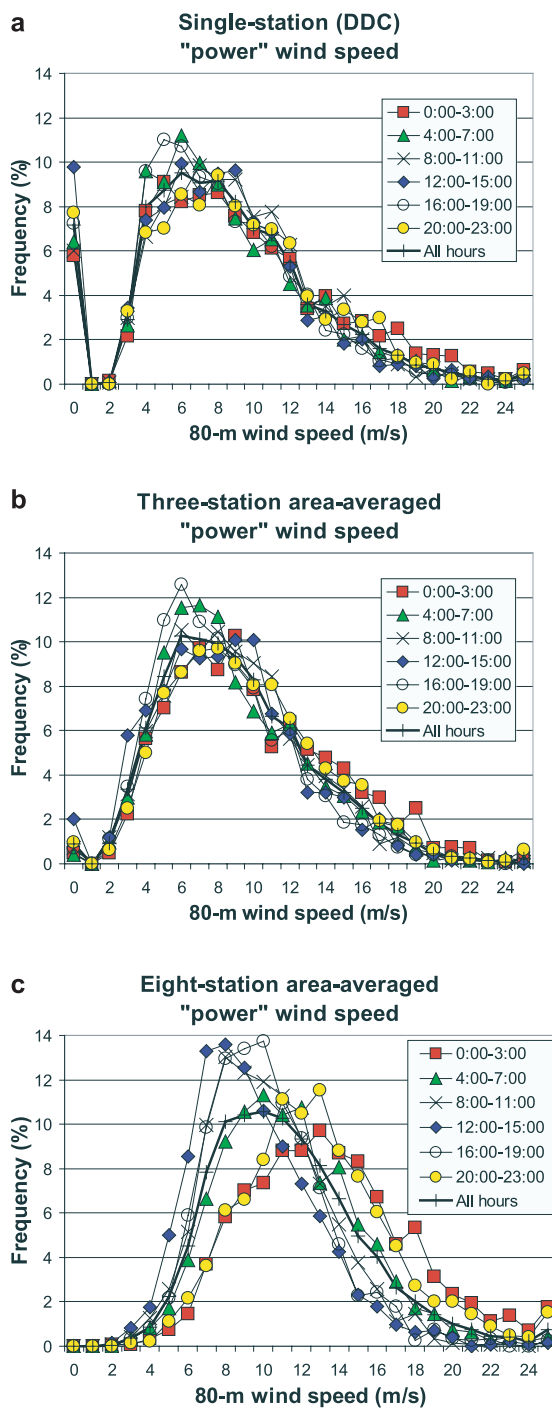 a
Single-station (DDC)
"power" wind speed
14
12
10
8
6
4
2
0
Frequency (%)
0:00-3:00
4:00-7:00
8:00-11:00
12:00-15:00
16:00-19:00
20:00-23:00
All hours
0 2 4 6 8 10 12 14 16 18 20 22 24
80-m wind speed (m/s)
b
Three-station area-averaged
"power" wind speed
14
12
10
8
6
4
2
0
Frequency (%)
0:00-3:00
4:00-7:00
8:00-11:00
12:00-15:00
16:00-19:00
20:00-23:00
All hours
0 2 4 6 8 10 12 14 16 18 20 22 24
80-m wind speed (m/s)
c
Eight-station area-averaged
"power" wind speed
14
12
10
8
6
4
2
0
Frequency (%)
0:00-3:00
4:00-7:00
8:00-11:00
12:00-15:00
16:00-19:00
20:00-23:00
All hours
0 2 4 6 8 10 12 14 16 18 20 22 24
80-m wind speed (m/s)